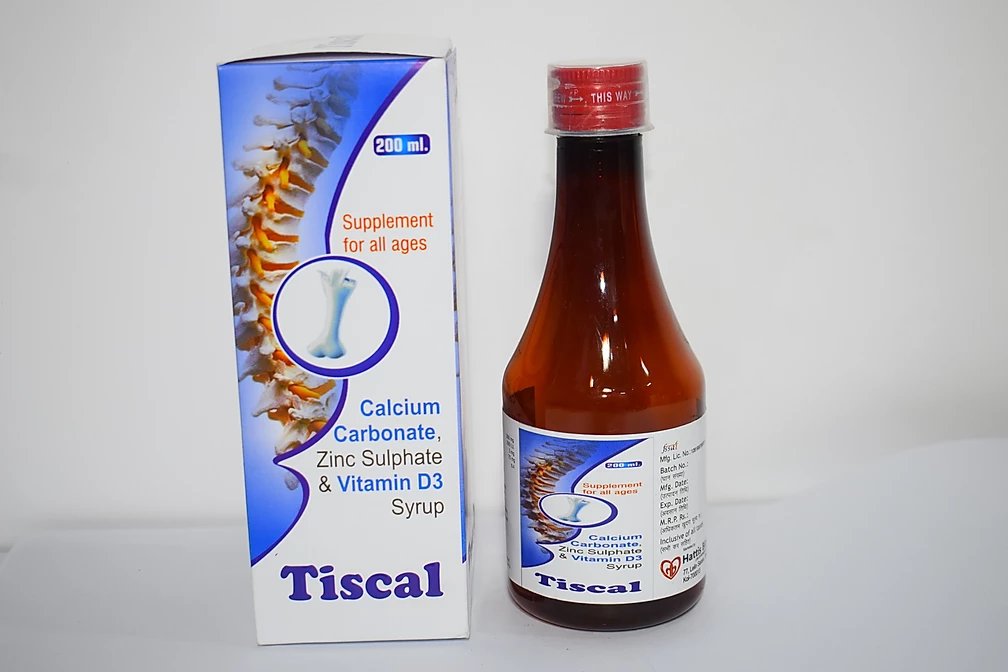 200 ml.
Supplement
for all ages
Calcium
Carbonate,
Zinc Sulphate
& Vitamin D3
Syrup
Tiscal
THIS WAY
200 ml.
Supplement
for all ages
Calcium
Carbonate,
Zinc Sulphate
& Vitamin D3
Syrup
Tiscal
Mfg. Lic. No.:
Batch No.:
Mfg. Date:
Exp. Date:
M.R.P. Rs.:
Inclusive of all